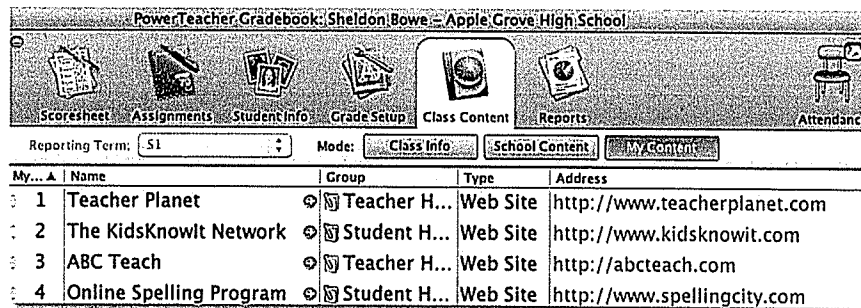 PowerTeacher Gradebook: Sheldon Bowe – Apple Grove High School
Scoresheet Assignments Student Info Grade Setup Class Content Reports Attendanc
Reporting Term: S1 Mode: Class Info School Content My Content
My... ▲ Name Group Type Address
1 Teacher Planet Teacher H... Web Site http://www.teacherplanet.com
2 The KidsKnowIt Network Student H... Web Site http://www.kidsknowit.com
3 ABC Teach Teacher H... Web Site http://abcteach.com
4 Online Spelling Program Student H... Web Site http://www.spellingcity.com